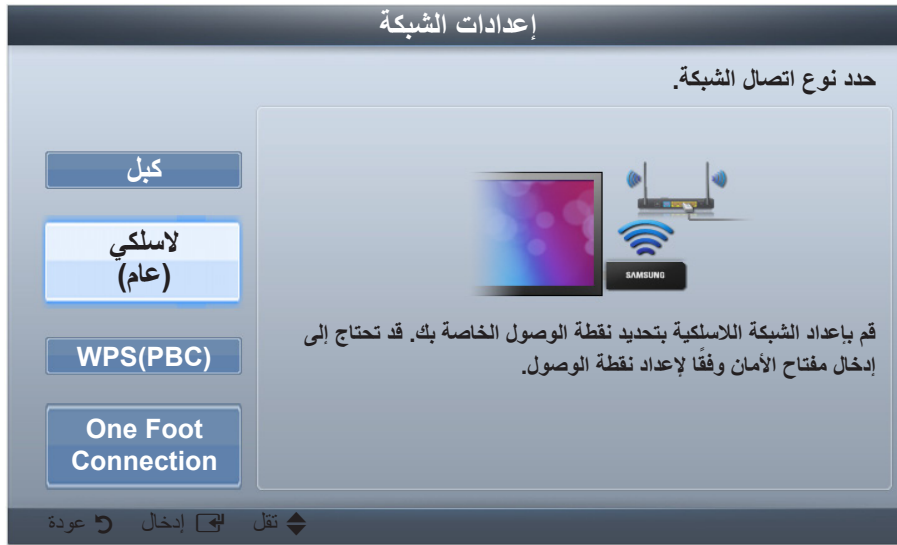 إعدادات الشبكة
حدد نوع اتصال الشبكة.
كبل
لاسلكي
(عام)
WPS(PBC)
One Foot
Connection
SAMSUNG
قم بإعداد الشبكة اللاسلكية بتحديد نقطة الوصول الخاصة بك. قد تحتاج إلى
إدخال مفتاح الأمان وفقًا لإعداد نقطة الوصول.
تقل إدخال عودة